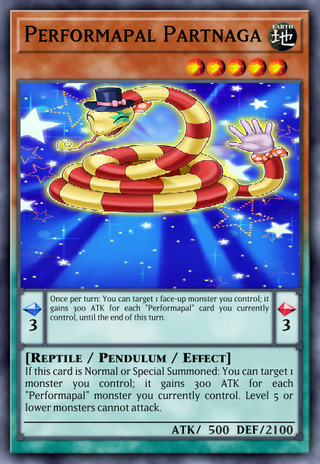 PERFORMAPAL PARTNAGA
EARTH
地
Once per turn: You can target 1 face-up monster you control; it
gains 300 ATK for each "Performapal" card you currently
control, until the end of this turn.
3
3
[REPTILE / PENDULUM / EFFECT]
If this card is Normal or Special Summoned: You can target 1
monster you control; it gains 300 ATK for each
"Performapal" monster you currently control. Level 5 or
lower monsters cannot attack.
ATK/ 500 DEF/2100